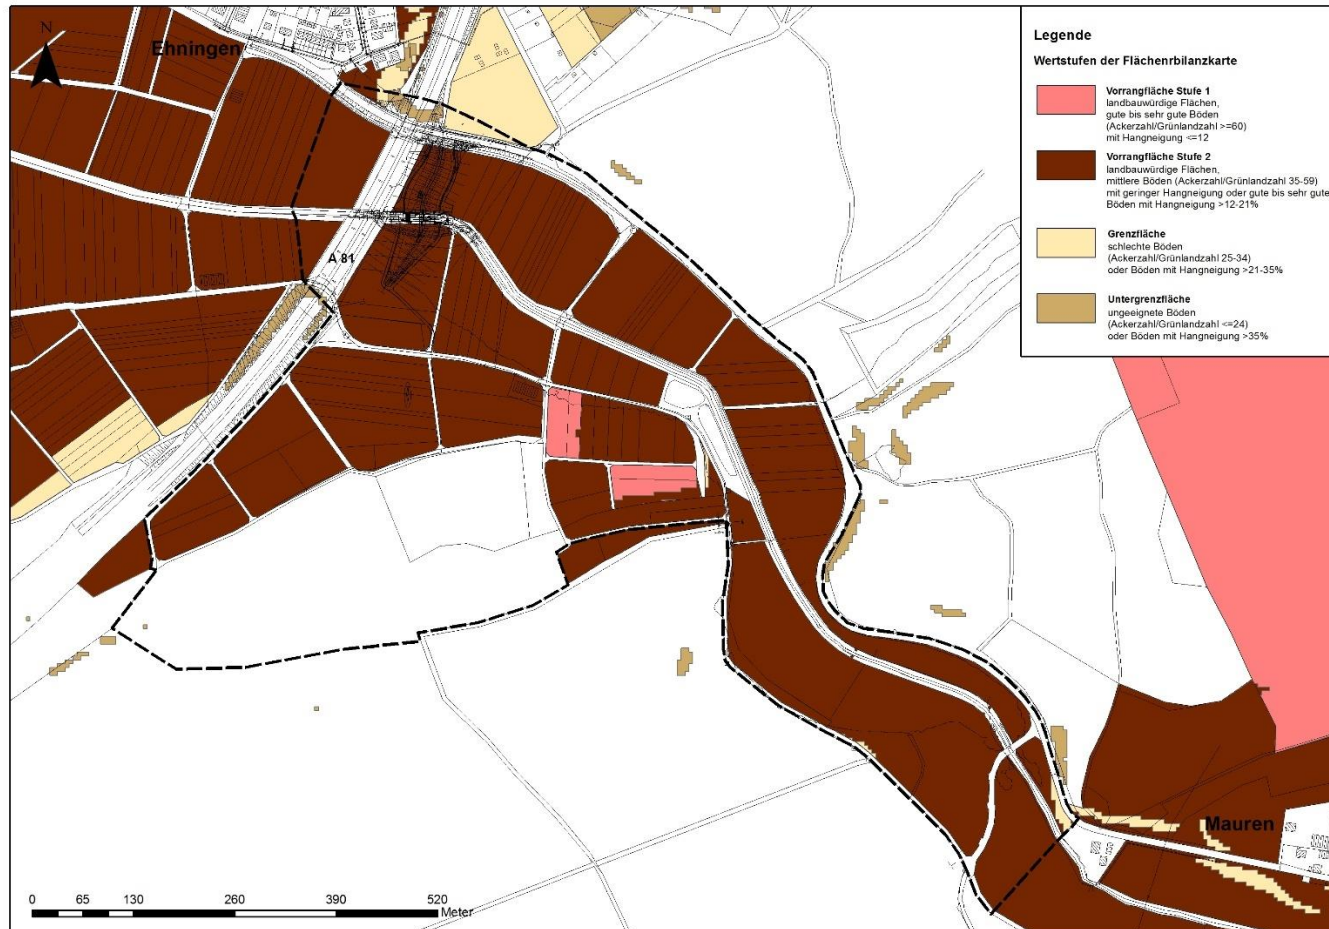 Ehningen
N
A 81
Mauren
Legende
Wertstufen der Flächenrbilanzkarte
Vorrangfläche Stufe 1
landbauwürdige Flächen,
gute bis sehr gute Böden
(Ackerzahl/Grünlandzahl >=60)
mit Hangneigung <=12
Vorrangfläche Stufe 2
landbauwürdige Flächen,
mittlere Böden (Ackerzahl/Grünlandzahl 35-59)
mit geringer Hangneigung oder gute bis sehr gute
Böden mit Hangneigung >12-21%
Grenzfläche
schlechte Böden
(Ackerzahl/Grünlandzahl 25-34)
oder Böden mit Hangneigung >21-35%
Untergrenzfläche
ungeeignete Böden
(Ackerzahl/Grünlandzahl <=24)
oder Böden mit Hangneigung >35%
0 65 130 260 390 520
Meter